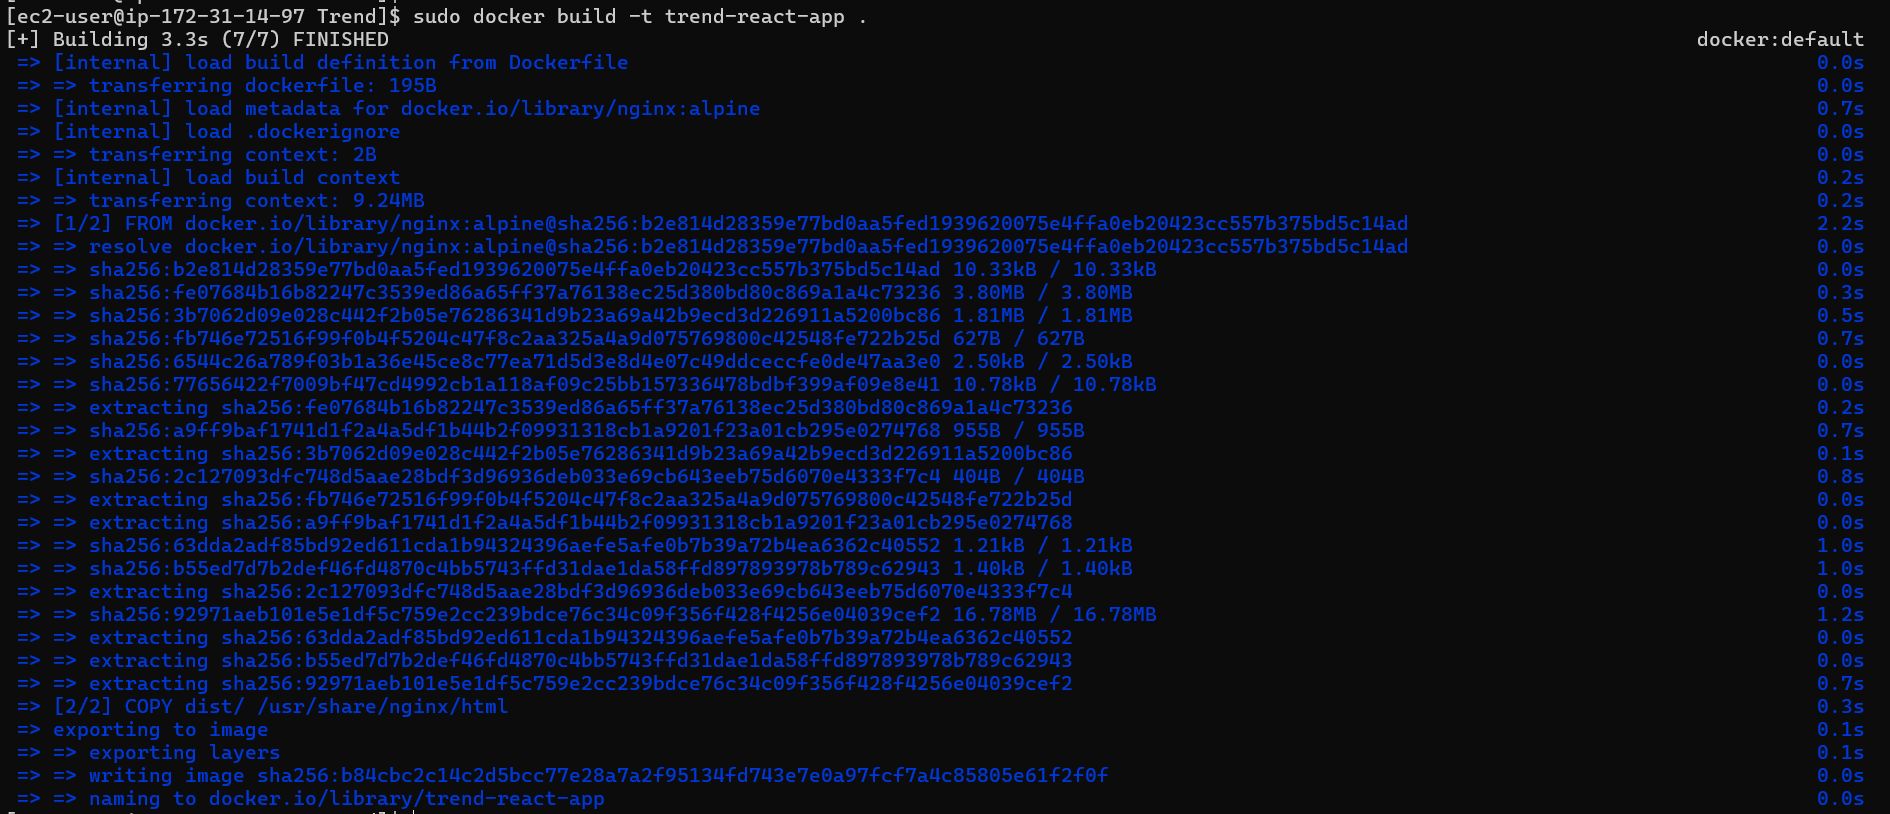 [ec2-user@ip-172-31-14-97 Trend]$ sudo docker build -t trend-react-app .
[+] Building 3.3s (7/7) FINISHED docker:default
=> [internal] load build definition from Dockerfile 0.0s
=> => transferring dockerfile: 195B 0.0s
=> [internal] load metadata for docker.io/library/nginx:alpine 0.7s
=> [internal] load .dockerignore 0.0s
=> => transferring context: 2B 0.0s
=> [internal] load build context 0.2s
=> => transferring context: 9.24MB 0.2s
=> [1/2] FROM docker.io/library/nginx:alpine@sha256:b2e814d28359e77bd0aa5fed1939620075e4ffa0eb20423cc557b375bd5c14ad 2.2s
=> => resolve docker.io/library/nginx:alpine@sha256:b2e814d28359e77bd0aa5fed1939620075e4ffa0eb20423cc557b375bd5c14ad 0.0s
=> => sha256:b2e814d28359e77bd0aa5fed1939620075e4ffa0eb20423cc557b375bd5c14ad 10.33kB / 10.33kB 0.0s
=> => sha256:fe07684b16b82247c3539ed86a65ff37a76138ec25d380bd80c869a1a4c73236 3.80MB / 3.80MB 0.3s
=> => sha256:3b7062d09e028c442f2b05e76286341d9b23a69a42b9ecd3d226911a5200bc86 1.81MB / 1.81MB 0.5s
=> => sha256:fb746e72516f99f0b4f5204c47f8c2aa325a4a9d075769800c42548fe722b25d 627B / 627B 0.7s
=> => sha256:6544c26a789f03b1a36e45ce8c77ea71d5d3e8d4e07c49ddceccfe0de47aa3e0 2.50kB / 2.50kB 0.0s
=> => sha256:77656422f7009bf47cd4992cb1a118af09c25bb157336478bdbf399af09e8e41 10.78kB / 10.78kB 0.0s
=> => extracting sha256:fe07684b16b82247c3539ed86a65ff37a76138ec25d380bd80c869a1a4c73236 0.2s
=> => sha256:a9ff9baf1741d1f2a4a5df1b44b2f09931318cb1a9201f23a01cb295e0274768 955B / 955B 0.7s
=> => extracting sha256:3b7062d09e028c442f2b05e76286341d9b23a69a42b9ecd3d226911a5200bc86 0.1s
=> => sha256:2c127093dfc748d5aae28bdf3d96936deb033e69cb643eeb75d6070e4333f7c4 404B / 404B 0.8s
=> => extracting sha256:fb746e72516f99f0b4f5204c47f8c2aa325a4a9d075769800c42548fe722b25d 0.0s
=> => extracting sha256:a9ff9baf1741d1f2a4a5df1b44b2f09931318cb1a9201f23a01cb295e0274768 0.0s
=> => sha256:63dda2adf85bd92ed611cda1b94324396aefe5afe0b7b39a72b4ea6362c40552 1.21kB / 1.21kB 1.0s
=> => sha256:b55ed7d7b2def46fd4870c4bb5743ffd31dae1da58ffd897893978b789c62943 1.40kB / 1.40kB 1.0s
=> => extracting sha256:2c127093dfc748d5aae28bdf3d96936deb033e69cb643eeb75d6070e4333f7c4 0.0s
=> => sha256:92971aeb101e5e1df5c759e2cc239bdce76c34c09f356f428f4256e04039cef2 16.78MB / 16.78MB 1.2s
=> => extracting sha256:63dda2adf85bd92ed611cda1b94324396aefe5afe0b7b39a72b4ea6362c40552 0.0s
=> => extracting sha256:b55ed7d7b2def46fd4870c4bb5743ffd31dae1da58ffd897893978b789c62943 0.0s
=> => extracting sha256:92971aeb101e5e1df5c759e2cc239bdce76c34c09f356f428f4256e04039cef2 0.7s
=> [2/2] COPY dist/ /usr/share/nginx/html 0.3s
=> exporting to image 0.1s
=> => exporting layers 0.1s
=> => writing image sha256:b84cbc2c14c2d5bcc77e28a7a2f95134fd743e7e0a97fcf7a4c85805e61f2f0f 0.0s
=> => naming to docker.io/library/trend-react-app 0.0s